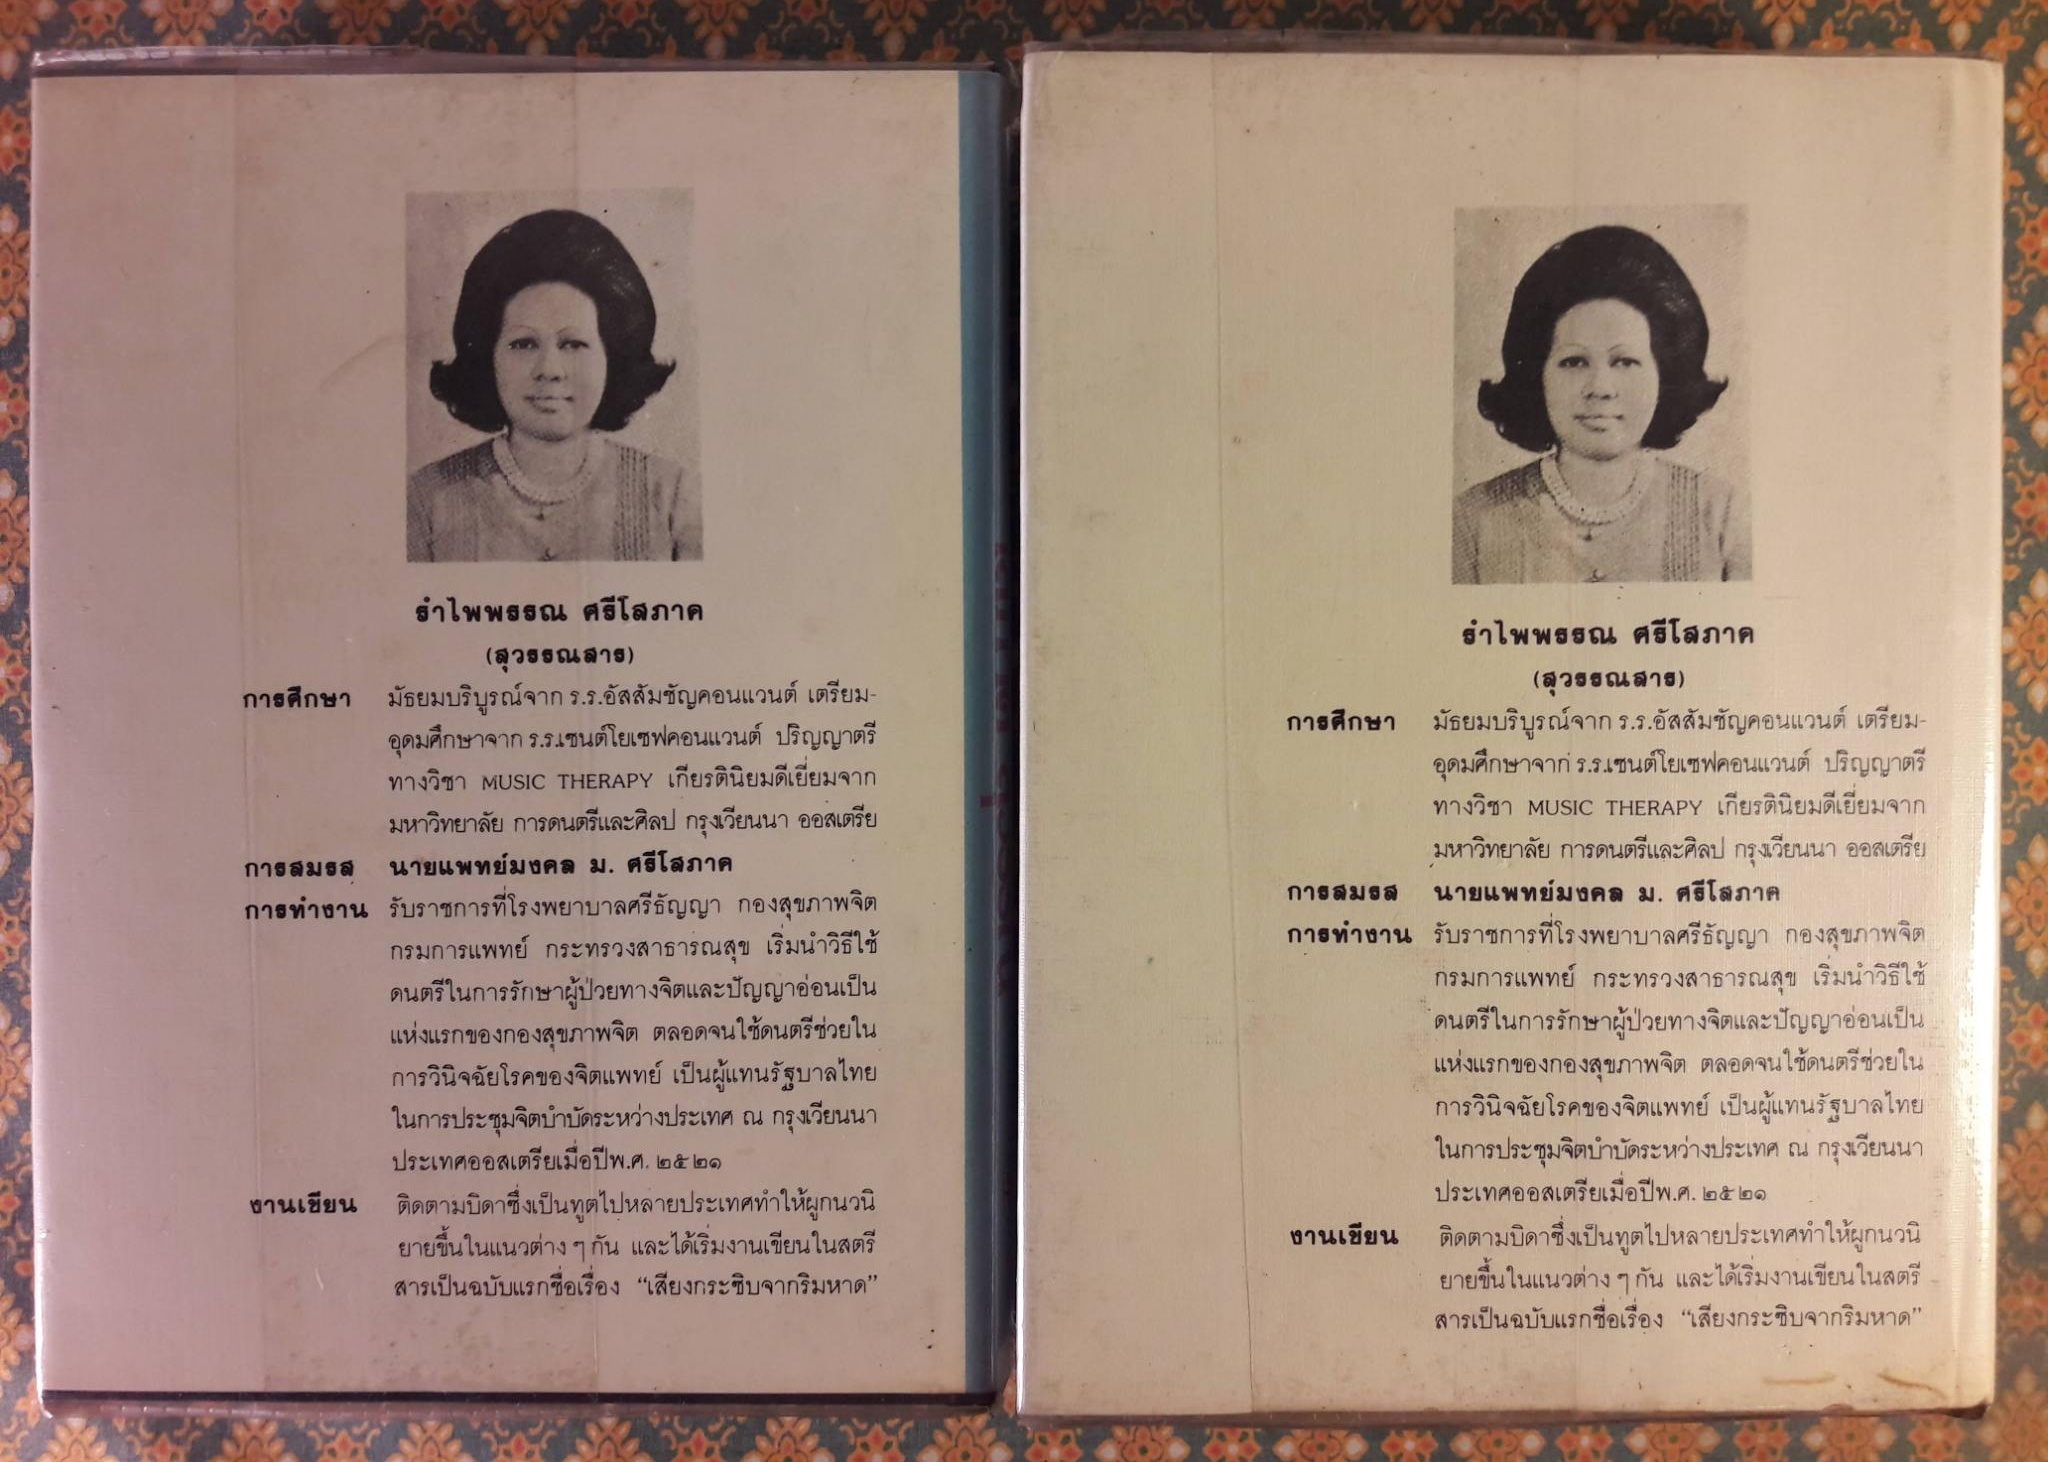 รำไพพรรณ ศรีโสภาค
(สุวรรณสาร)
การศึกษา มัธยมบริบูรณ์จาก ร.ร.อัสสัมชัญคอนแวนต์ เตรียม-
อุดมศึกษาจาก ร.ร.เซนต์โยเซฟคอนแวนต์ ปริญญาตรี
ทางวิชา MUSIC THERAPY เกียรตินิยมดีเยี่ยมจาก
มหาวิทยาลัย การดนตรีและศิลป กรุงเวียนนา ออสเตรีย
การสมรส นายแพทย์มงคล ม. ศรีโสภาค
การทำงาน รับราชการที่โรงพยาบาลศรีธัญญา กองสุขภาพจิต
กรมการแพทย์ กระทรวงสาธารณสุข เริ่มนำวิธีใช้
ดนตรีในการรักษาผู้ป่วยทางจิตและปัญญาอ่อนเป็น
แห่งแรกของกองสุขภาพจิต ตลอดจนใช้ดนตรีช่วยใน
การวินิจฉัยโรคของจิตแพทย์ เป็นผู้แทนรัฐบาลไทย
ในการประชุมจิตบำบัดระหว่างประเทศ ณ กรุงเวียนนา
ประเทศออสเตรียเมื่อปีพ.ศ. ๒๕๒๑
งานเขียน ติดตามบิดาซึ่งเป็นทูตไปหลายประเทศทำให้ผูกนวนิ
ยายขึ้นในแนวต่าง ๆ กัน และได้เริ่มงานเขียนในสตรี
สารเป็นฉบับแรกชื่อเรื่อง “เสียงกระซิบจากริมหาด”
รำไพพรรณ ศรีโสภาค
(สุวรรณสาร)
การศึกษา มัธยมบริบูรณ์จาก ร.ร.อัสสัมชัญคอนแวนต์ เตรียม-
อุดมศึกษาจาก ร.ร.เซนต์โยเซฟคอนแวนต์ ปริญญาตรี
ทางวิชา MUSIC THERAPY เกียรตินิยมดีเยี่ยมจาก
มหาวิทยาลัย การดนตรีและศิลป กรุงเวียนนา ออสเตรีย
การสมรส นายแพทย์มงคล ม. ศรีโสภาค
การทำงาน รับราชการที่โรงพยาบาลศรีธัญญา กองสุขภาพจิต
กรมการแพทย์ กระทรวงสาธารณสุข เริ่มนำวิธีใช้
ดนตรีในการรักษาผู้ป่วยทางจิตและปัญญาอ่อนเป็น
แห่งแรกของกองสุขภาพจิต ตลอดจนใช้ดนตรีช่วยใน
การวินิจฉัยโรคของจิตแพทย์ เป็นผู้แทนรัฐบาลไทย
ในการประชุมจิตบำบัดระหว่างประเทศ ณ กรุงเวียนนา
ประเทศออสเตรียเมื่อปีพ.ศ. ๒๕๒๑
งานเขียน ติดตามบิดาซึ่งเป็นทูตไปหลายประเทศทำให้ผูกนวนิ
ยายขึ้นในแนวต่าง ๆ กัน และได้เริ่มงานเขียนในสตรี
สารเป็นฉบับแรกชื่อเรื่อง “เสียงกระซิบจากริมหาด”